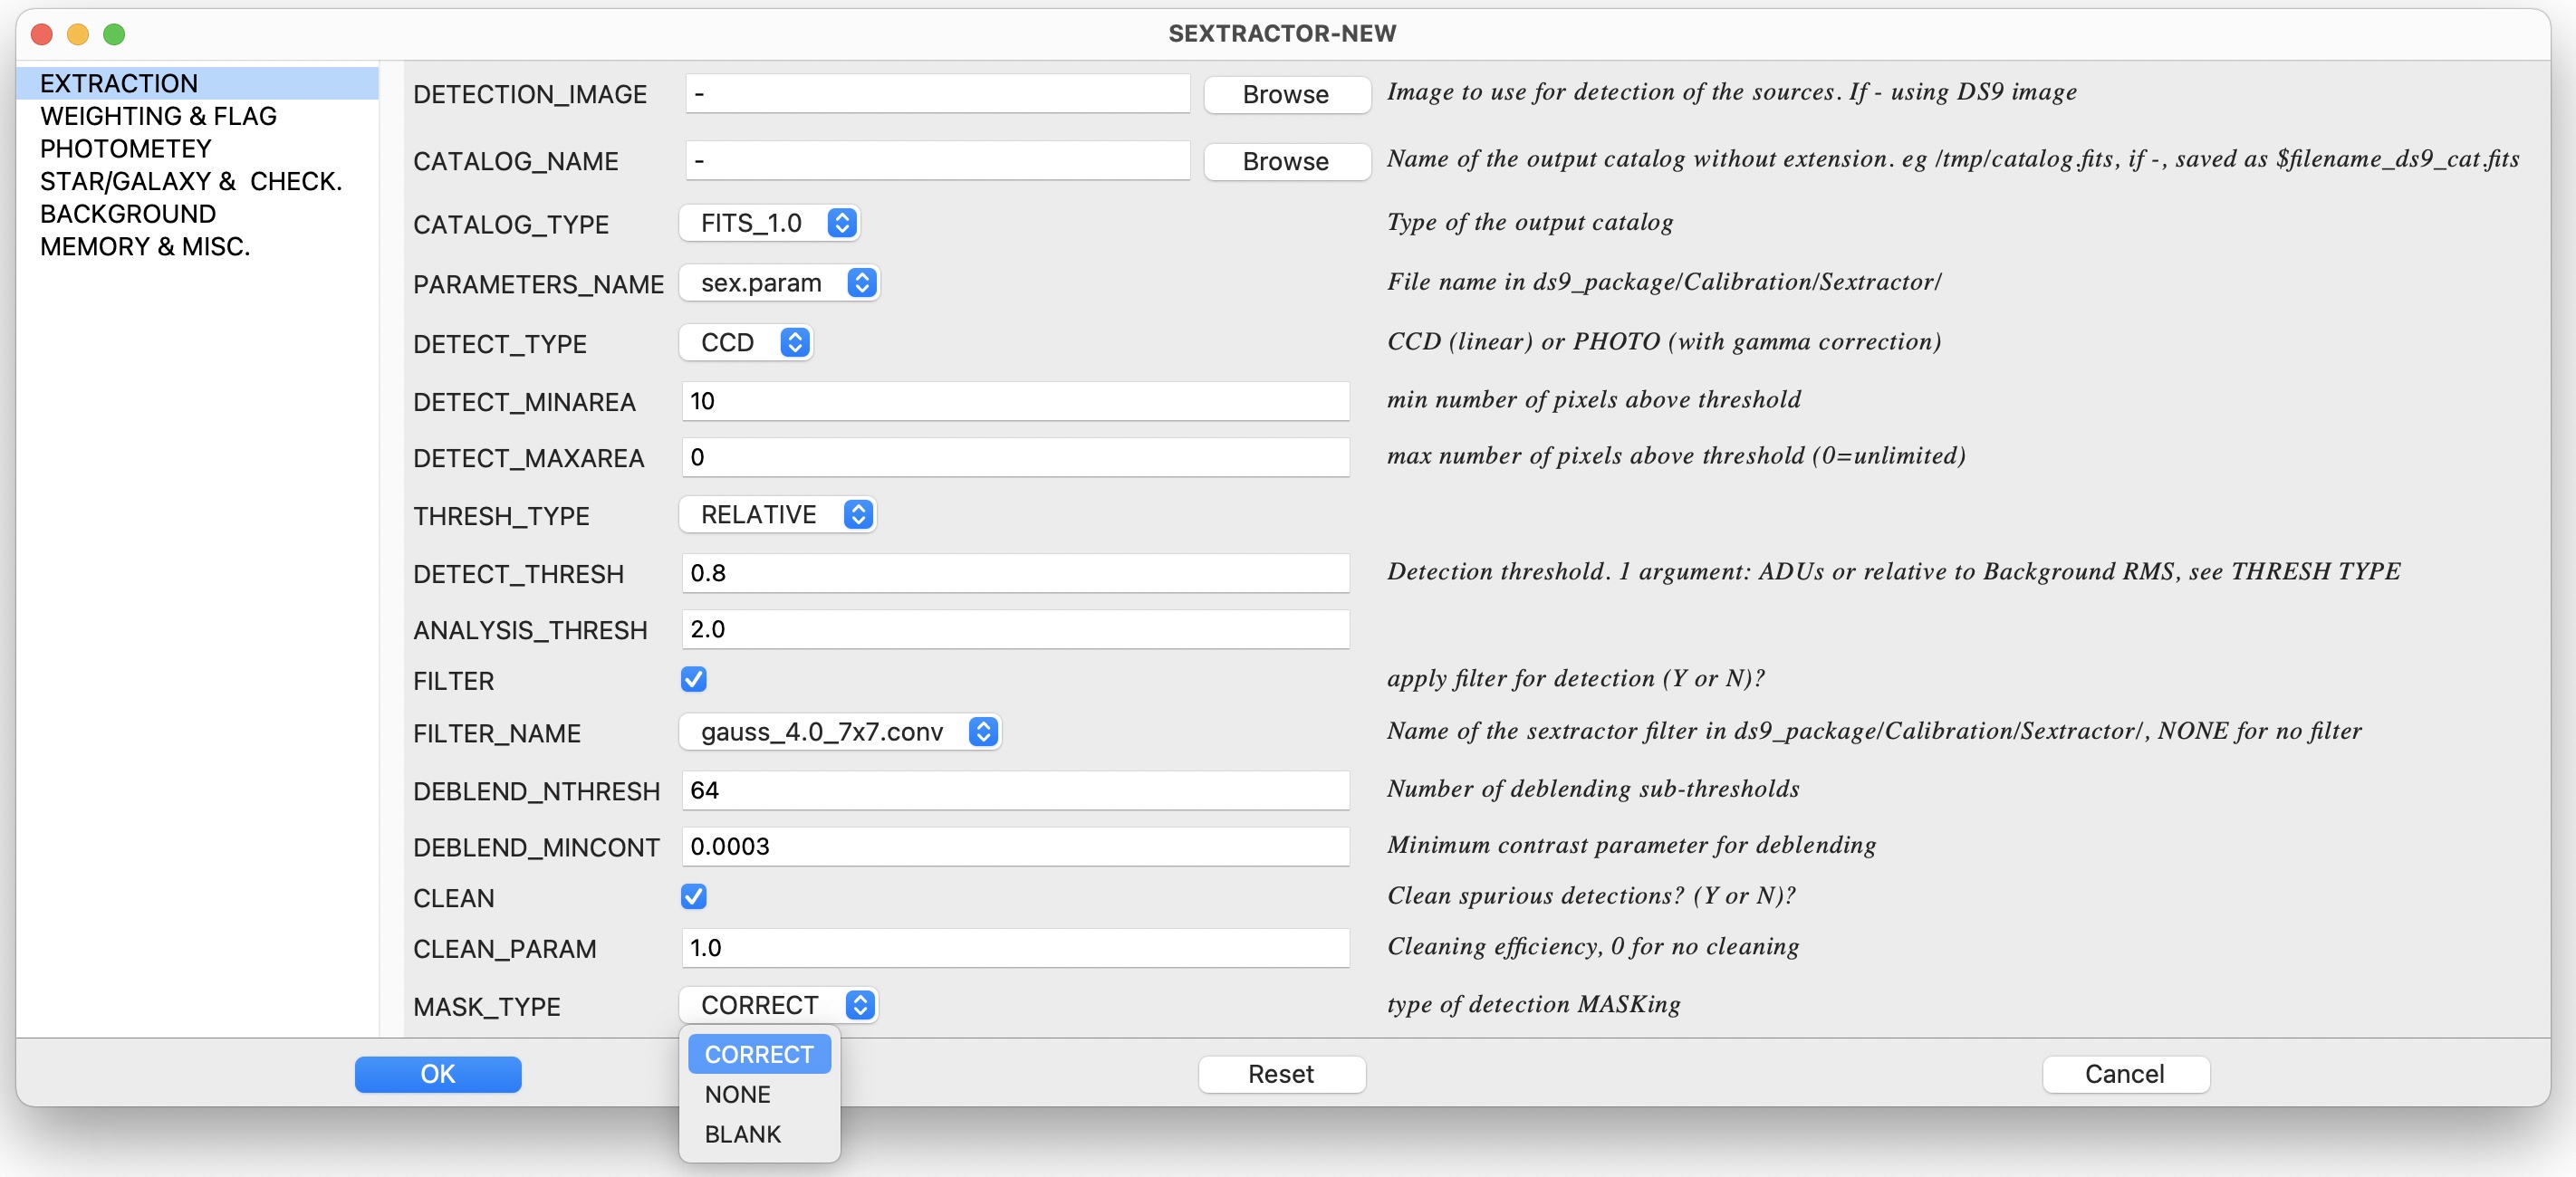 SEXTRACTOR-NEW
EXTRACTION
WEIGHTING & FLAG
PHOTOMETEY
STAR/GALAXY &  CHECK.
BACKGROUND
MEMORY & MISC.
DETECTION_IMAGE - Browse Image to use for detection of the sources. If - using DS9 image
CATALOG_NAME - Browse Name of the output catalog without extension. eg /tmp/catalog.fits, if -, saved as $filename_ds9_cat.fits
CATALOG_TYPE FITS_1.0 Type of the output catalog
PARAMETERS_NAME sex.param File name in ds9_package/Calibration/Sextractor/
DETECT_TYPE CCD CCD (linear) or PHOTO (with gamma correction)
DETECT_MINAREA 10 min number of pixels above threshold
DETECT_MAXAREA 0 max number of pixels above threshold (0=unlimited)
THRESH_TYPE RELATIVE
DETECT_THRESH 0.8 Detection threshold. 1 argument: ADUs or relative to Background RMS, see THRESH TYPE
ANALYSIS_THRESH 2.0
FILTER apply filter for detection (Y or N)?
FILTER_NAME gauss_4.0_7x7.conv Name of the sextractor filter in ds9_package/Calibration/Sextractor/, NONE for no filter
DEBLEND_NTHRESH 64 Number of deblending sub-thresholds
DEBLEND_MINCONT 0.0003 Minimum contrast parameter for deblending
CLEAN Clean spurious detections? (Y or N)?
CLEAN_PARAM 1.0 Cleaning efficiency, 0 for no cleaning
MASK_TYPE CORRECT type of detection MASKing
CORRECT
NONE
BLANK
OK Reset Cancel